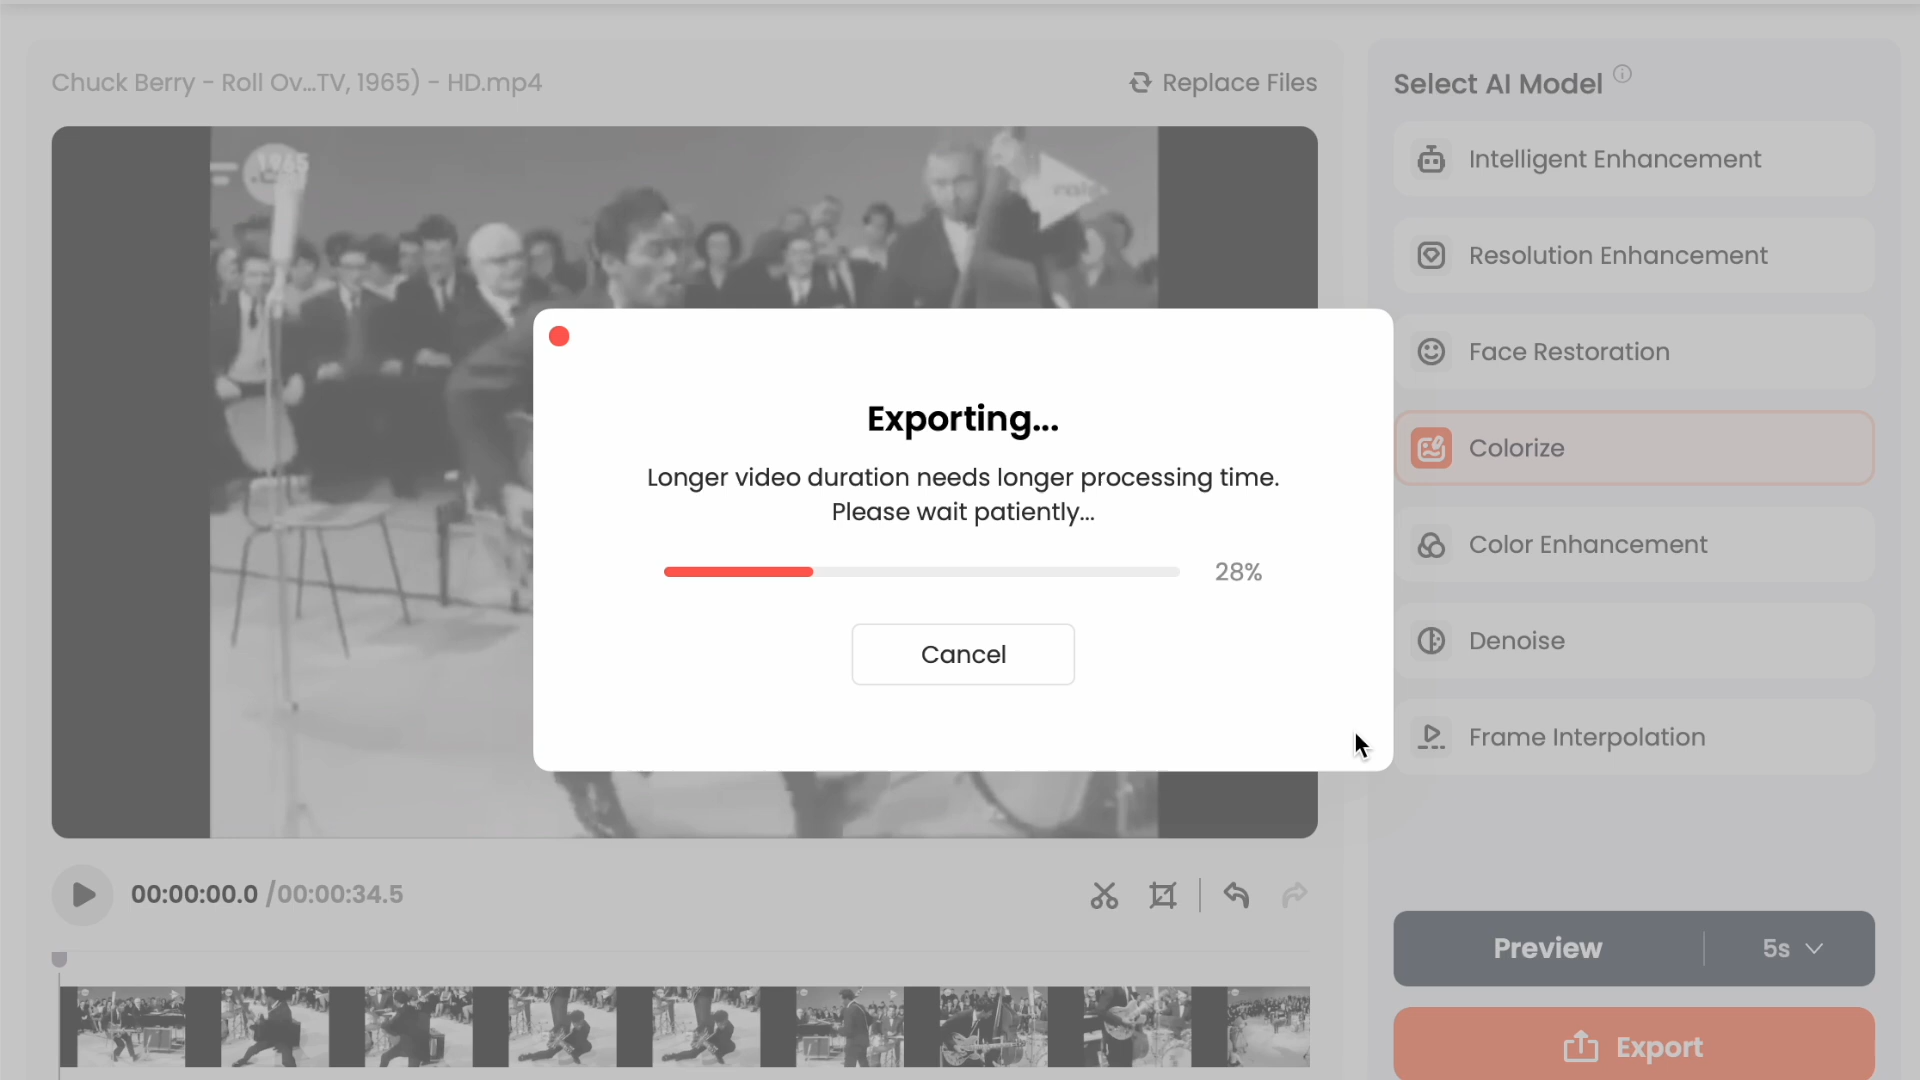 Chuck Berry - Roll Ov...TV, 1965) - HD.mp4
Replace Files
Select AI Model
1965
Intelligent Enhancement
Resolution Enhancement
Face Restoration
Colorize
Color Enhancement
Denoise
Frame Interpolation
Exporting...
Longer video duration needs longer processing time.
Please wait patiently...
28%
Cancel
00:00:00.0 /00:00:34.5
Preview
5s
Export